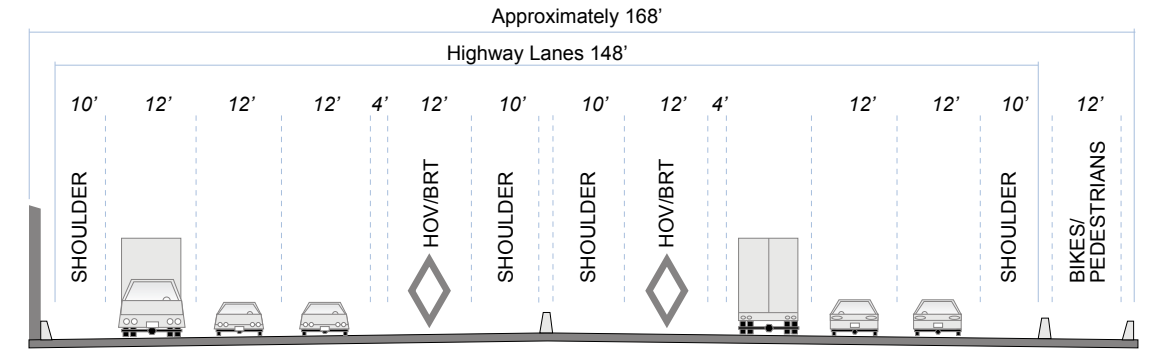 Approximately 168’
Highway Lanes 148’
10’ 12’ 12’ 12’ 4’ 12’ 10’ 10’ 12’ 4’ 12’ 12’ 10’ 12’
SHOULDER
HOV/BRT
SHOULDER
SHOULDER
HOV/BRT
SHOULDER
BIKES/
PEDESTRIANS